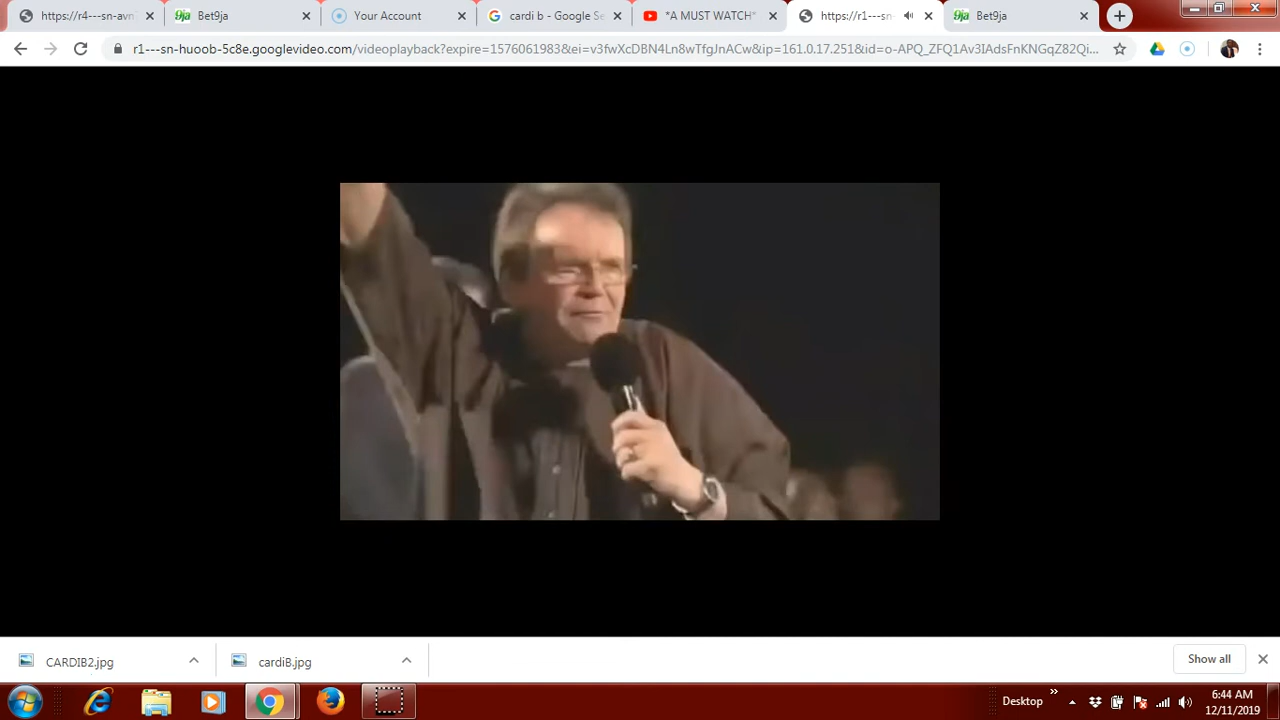 https://r4---sn-avn
9ja Bet9ja
Your Account
cardi b - Google Se
*A MUST WATCH*
https://r1---sn-
9ja Bet9ja
r1---sn-huoob-5c8e.googlevideo.com/videoplayback?expire=1576061983&ei=v3fwXcDBN4Ln8wTfgJnACw&ip=161.0.17.251&id=o-APQ_ZFQ1Av3IAdsFnKNGqZ82Qi...
CARDIB2.jpg
cardiB.jpg
Show all
Desktop
6:44 AM
12/11/2019